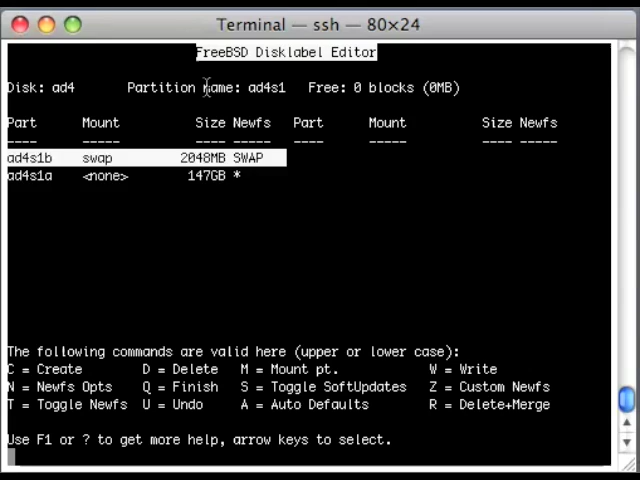 Terminal — ssh — 80×24
FreeBSD Disklabel Editor
Disk: ad4 Partition name: ad4s1 Free: 0 blocks (0MB)
Part Mount Size Newfs Part Mount Size Newfs
---- ----- ---- ----- ---- ----- ---- -----
ad4s1b swap 2048MB SWAP
ad4s1a <none> 147GB *
The following commands are valid here (upper or lower case):
C = Create D = Delete M = Mount pt. W = Write
N = Newfs Opts Q = Finish S = Toggle SoftUpdates Z = Custom Newfs
T = Toggle Newfs U = Undo A = Auto Defaults R = Delete+Merge
Use F1 or ? to get more help, arrow keys to select.